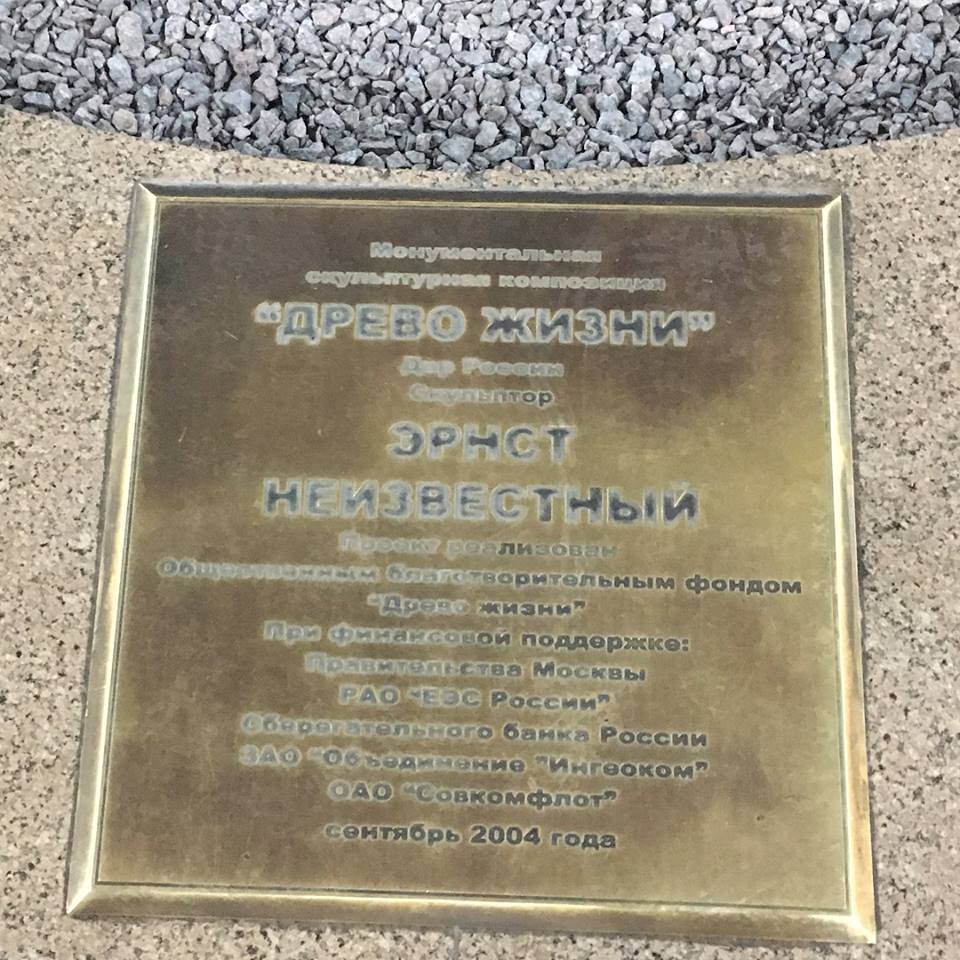 Монументальная
скульптурная композиция
“ДРЕВО ЖИЗНИ”
Дар России
Скульптор
ЭРНСТ
НЕИЗВЕСТНЫЙ
Проект реализован
Общественным благотворительным фондом
“Древо жизни”
При финансовой поддержке:
Правительства Москвы
РАО “ЕЭС России”
Сберегательного банка России
ЗАО “Объединение “Ингеоком”
ОАО “Совкомфлот”
сентябрь 2004 года